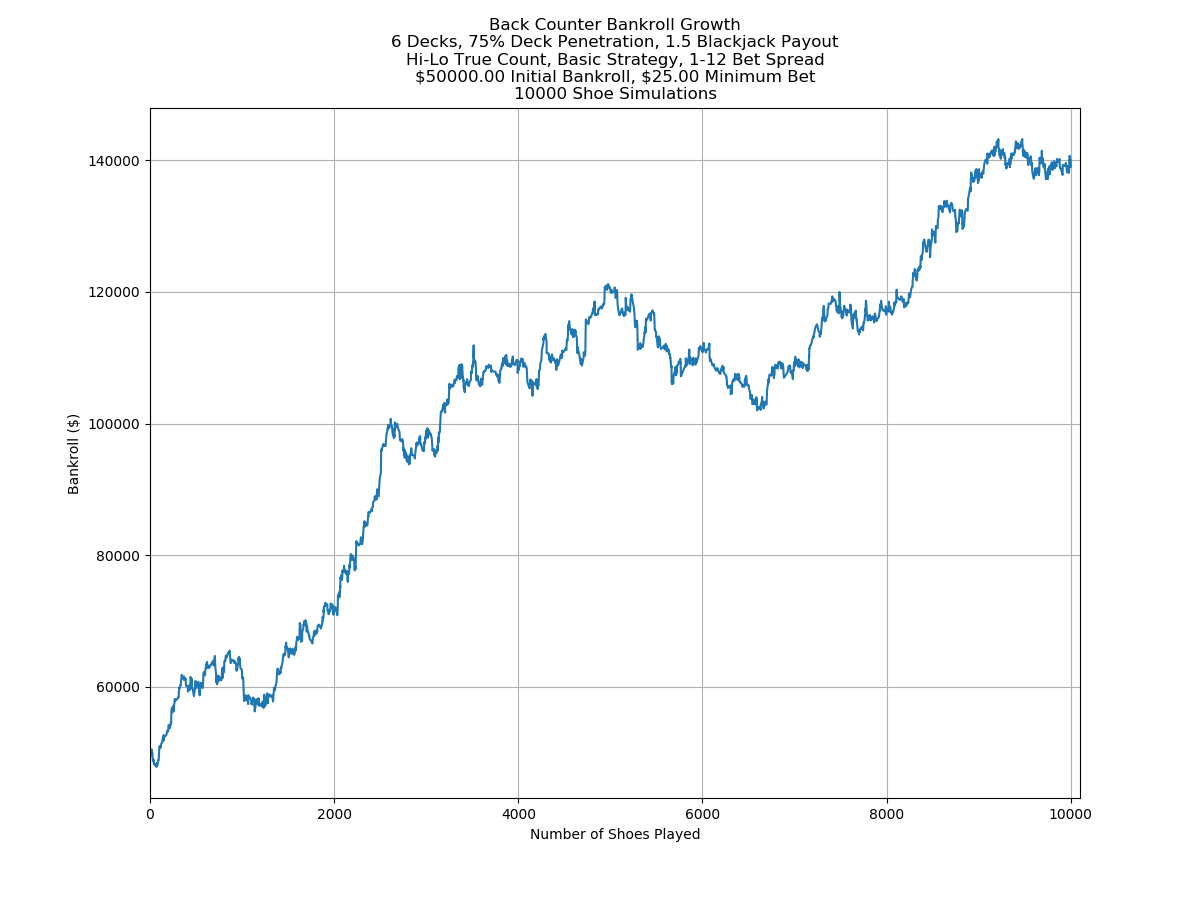 Back Counter Bankroll Growth
6 Decks, 75% Deck Penetration, 1.5 Blackjack Payout
Hi-Lo True Count, Basic Strategy, 1-12 Bet Spread
$50000.00 Initial Bankroll, $25.00 Minimum Bet
10000 Shoe Simulations
140000
120000
100000
80000
60000
Bankroll ($)
0 2000 4000 6000 8000 10000
Number of Shoes Played